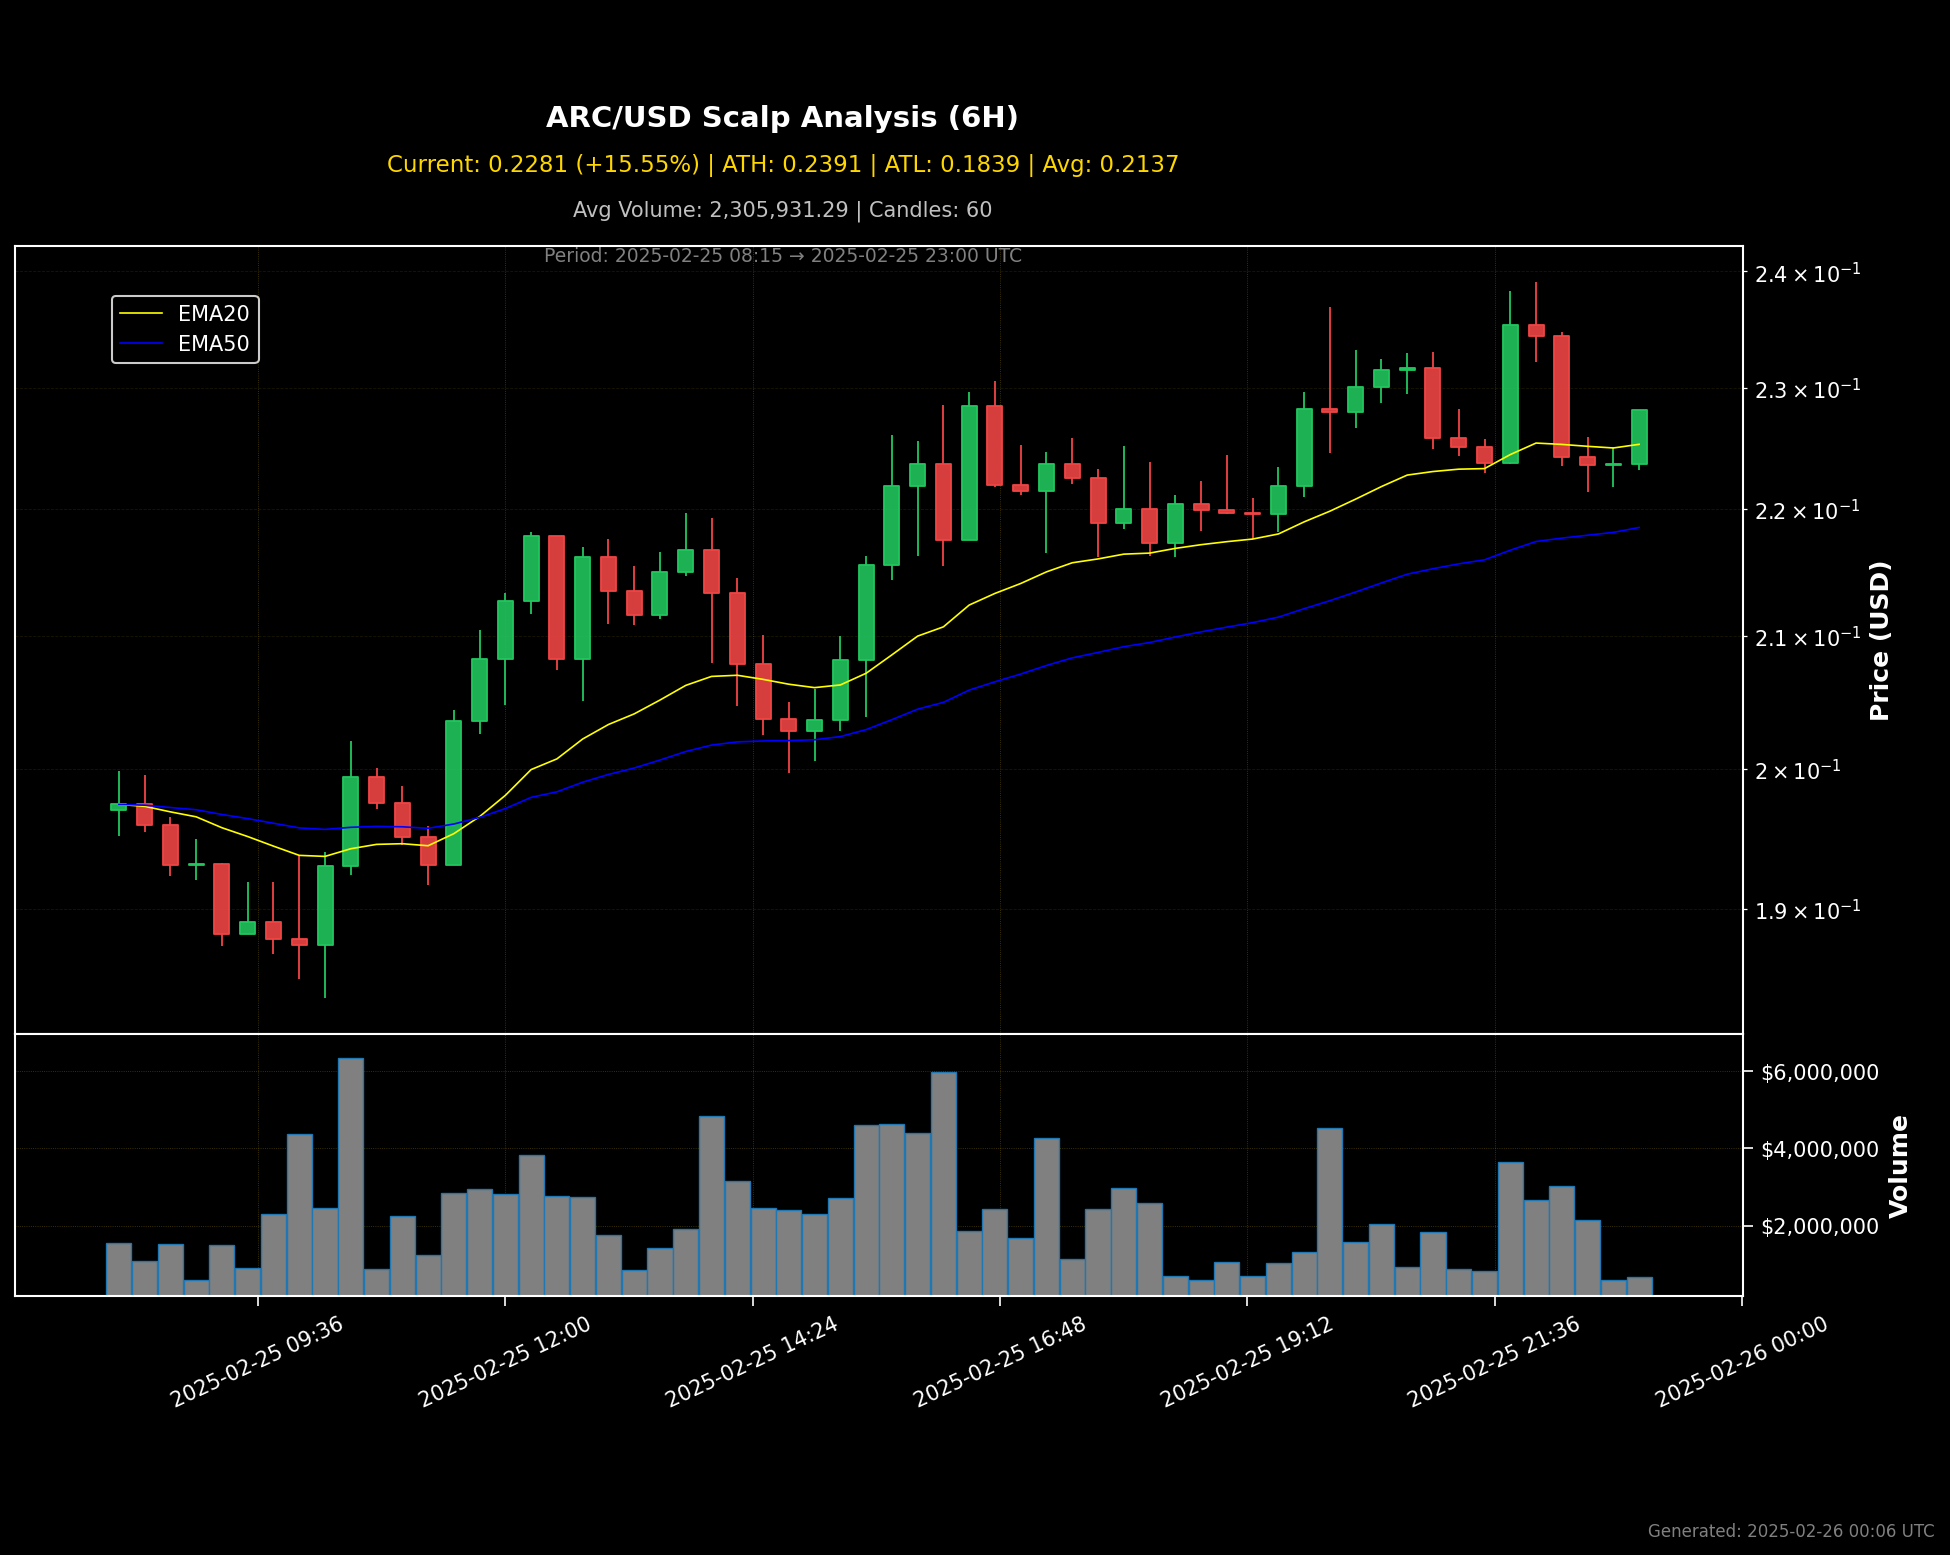 ARC/USD Scalp Analysis (6H)
Current: 0.2281 (+15.55%) | ATH: 0.2391 | ATL: 0.1839 | Avg: 0.2137
Avg Volume: 2,305,931.29 | Candles: 60
Period: 2025-02-25 08:15 → 2025-02-25 23:00 UTC
EMA20
EMA50
2.4 × 10⁻¹
2.3 × 10⁻¹
2.2 × 10⁻¹
2.1 × 10⁻¹
2 × 10⁻¹
1.9 × 10⁻¹
Price (USD)
$6,000,000
$4,000,000
$2,000,000
Volume
2025-02-25 09:36
2025-02-25 12:00
2025-02-25 14:24
2025-02-25 16:48
2025-02-25 19:12
2025-02-25 21:36
2025-02-26 00:00
Generated: 2025-02-26 00:06 UTC